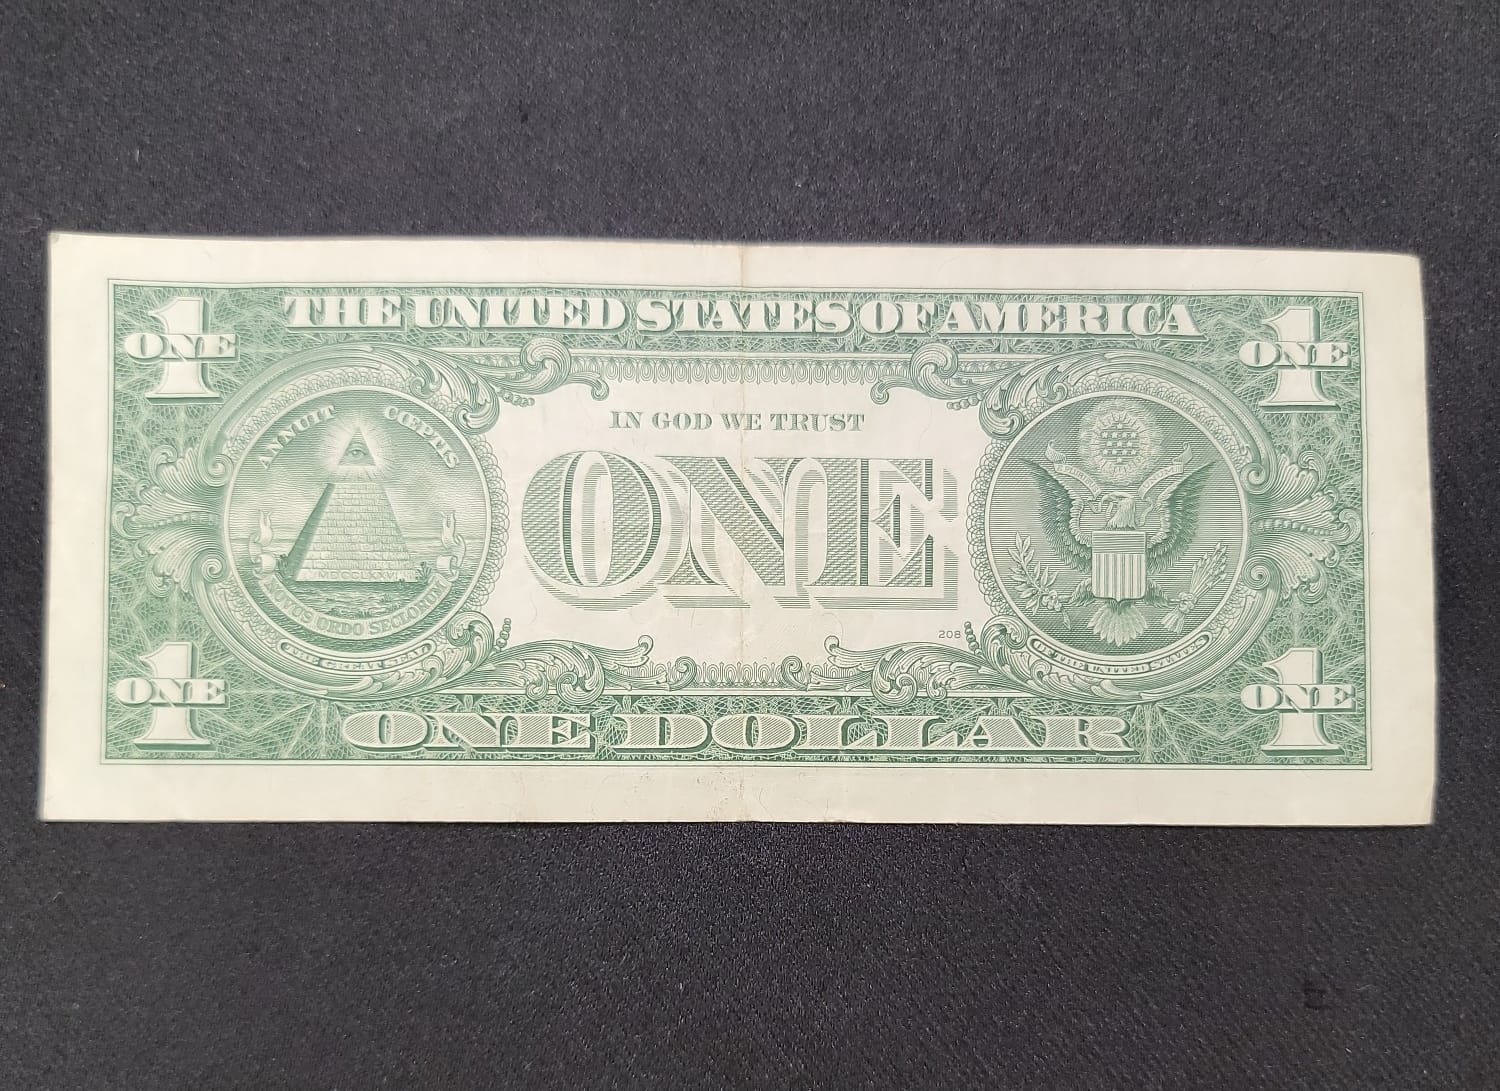 THE UNITED STATES OF AMERICA
1
ONE
1
ONE
IN GOD WE TRUST
ANNUIT CŒPTIS
ONE
MDCCLXXVI
NOVUS ORDO SECLORUM
THE GREAT SEAL
208
OF THE UNITED STATES
1
ONE
1
ONE
ONE DOLLAR